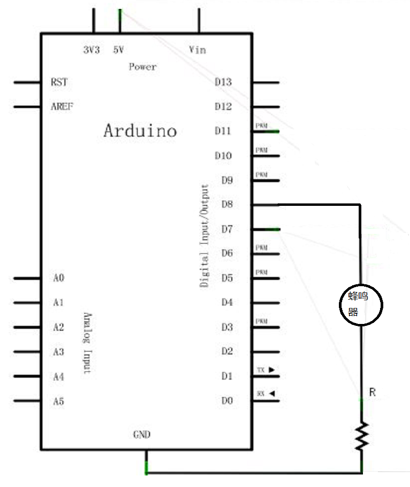 3V3 5V Vin
Power
RST
AREF
Arduino
D13
D12
D11 PWM
D10 PWM
D9 PWM
D8
D7
D6 PWM
D5 PWM
D4
D3 PWM
D2
D1 TX ▶
D0 RX ◀
Digital Input/Output
A0
A1
A2
A3
A4
A5
Analog Input
GND
蜂鸣
器
R